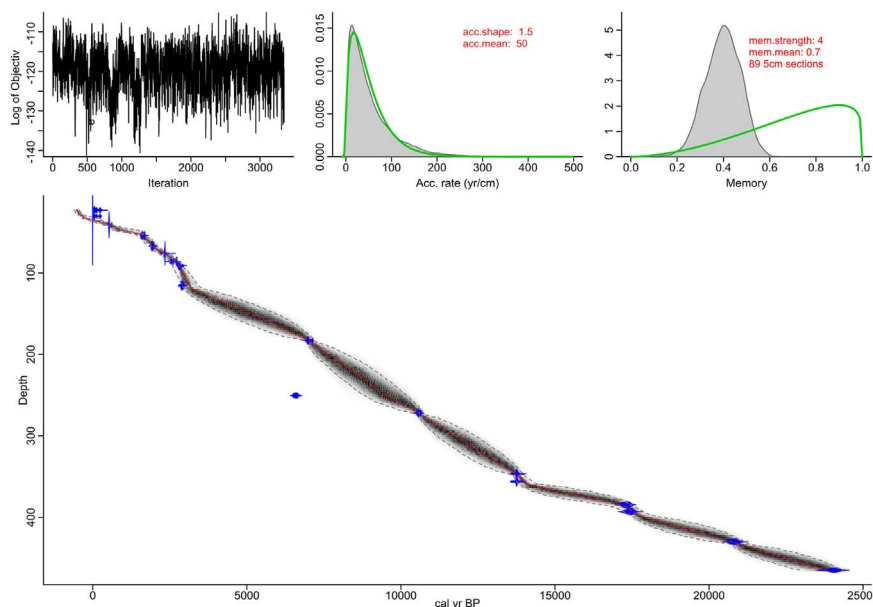 -140 -130 -120 -110
Log of Objectiv
0 500 1000 1500 2000 2500 3000
Iteration
0.000 0.005 0.010 0.015
acc.shape: 1.5
acc.mean: 50
0 100 200 300 400 500
Acc. rate (yr/cm)
0 1 2 3 4 5
mem.strength: 4
mem.mean: 0.7
89 5cm sections
0.0 0.2 0.4 0.6 0.8 1.0
Memory
100 200 300 400
Depth
0 5000 10000 15000 20000 25000
cal yr BP